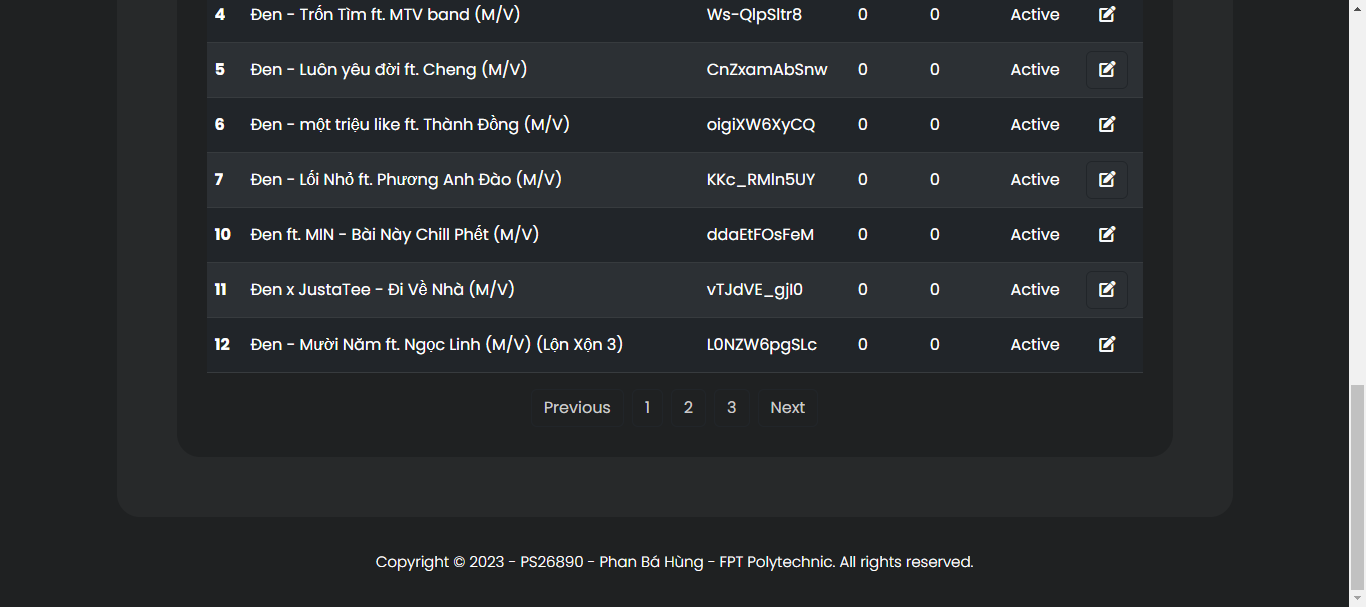 4 Đen - Trốn Tìm ft. MTV band (M/V) Ws-QlpSltr8 0 0 Active
5 Đen - Luôn yêu đời ft. Cheng (M/V) CnZxamAbSnw 0 0 Active
6 Đen - một triệu like ft. Thành Đồng (M/V) oigiXW6XyCQ 0 0 Active
7 Đen - Lối Nhỏ ft. Phương Anh Đào (M/V) KKc_RMln5UY 0 0 Active
10 Đen ft. MIN - Bài Này Chill Phết (M/V) ddaEtFOsFeM 0 0 Active
11 Đen x JustaTee - Đi Về Nhà (M/V) vTJdVE_gjI0 0 0 Active
12 Đen - Mười Năm ft. Ngọc Linh (M/V) (Lộn Xộn 3) L0NZW6pgSLc 0 0 Active
Previous 1 2 3 Next
Copyright © 2023 - PS26890 - Phan Bá Hùng - FPT Polytechnic. All rights reserved.